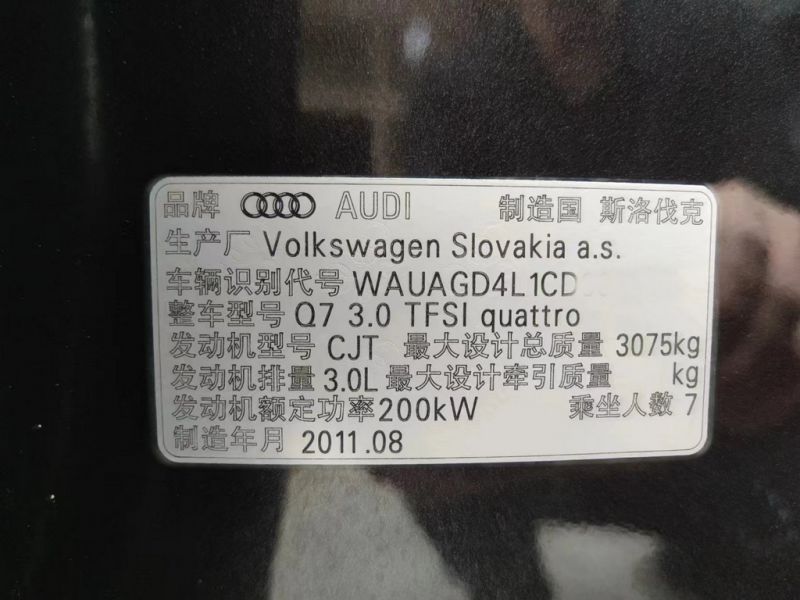 品牌 AUDI 制造国 斯洛伐克
生产厂 Volkswagen Slovakia a.s.
车辆识别代号 WAUAGD4L1CD
整车型号 Q7 3.0 TFSI quattro
发动机型号 CJT 最大设计总质量 3075kg
发动机排量 3.0L 最大设计牵引质量 kg
发动机额定功率 200kW 乘坐人数 7
制造年月 2011.08